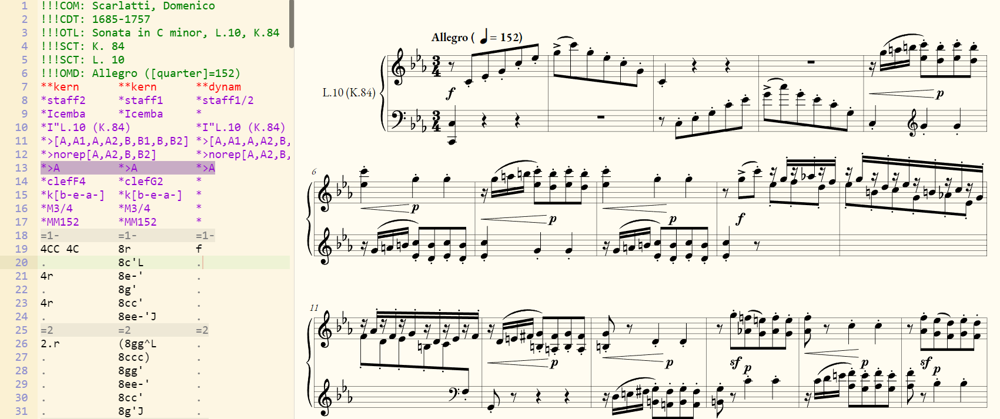 1 !!!COM: Scarlatti, Domenico
2 !!!CDT: 1685-1757
3 !!!OTL: Sonata in C minor, L.10, K.84
4 !!!SCT: K. 84
5 !!!SCT: L. 10
6 !!!OMD: Allegro ([quarter]=152)
7 **kern **kern **dynam
8 *staff2 *staff1 *staff1/2
9 *Icemba *Icemba *
10 *I"L.10 (K.84) *I"L.10 (K.84)
11 *>[A,A1,A,A2,B,B1,B,B2] *>[A,A1,A,A2,B,
12 *>norep[A,A2,B,B2] *>norep[A,A2,B,
13 *>A *>A *>A
14 *clefF4 *clefG2 *
15 *k[b-e-a-] *k[b-e-a-] *
16 *M3/4 *M3/4 *
17 *MM152 *MM152 *
18 =1- =1- =1-
19 4CC 4C 8r f
20 . 8c'L .
21 4r 8e-' .
22 . 8g' .
23 4r 8cc' .
24 . 8ee-'J .
25 =2 =2 =2
26 2.r (8gg^L .
27 . 8ccc) .
28 . 8gg' .
29 . 8ee-' .
30 . 8cc' .
31 . 8g'J .
Allegro ( ♩ = 152)
3 4
L.10 (K.84)
f p
3 4
6
p p p f
11
p p sf p p sf p